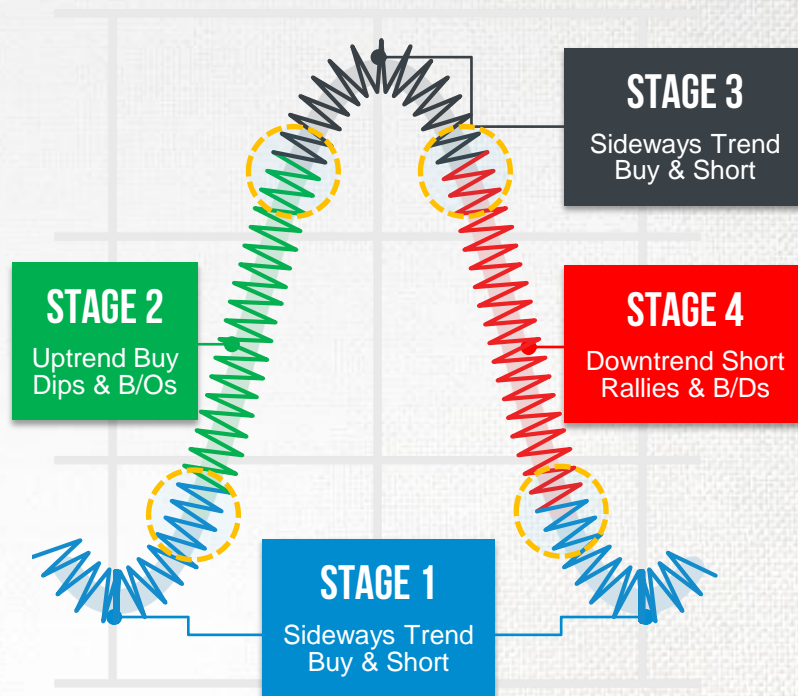 STAGE 3
Sideways Trend
Buy & Short
STAGE 2
Uptrend Buy
Dips & B/Os
STAGE 4
Downtrend Short
Rallies & B/Ds
STAGE 1
Sideways Trend
Buy & Short